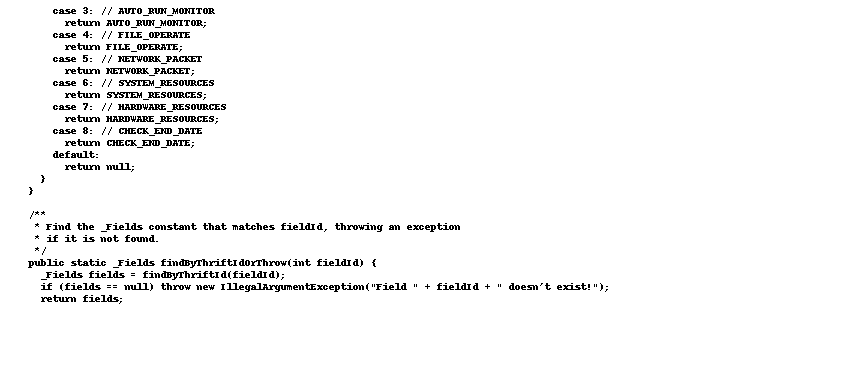 case 3: // AUTO_RUN_MONITOR
return AUTO_RUN_MONITOR;
case 4: // FILE_OPERATE
return FILE_OPERATE;
case 5: // NETWORK_PACKET
return NETWORK_PACKET;
case 6: // SYSTEM_RESOURCES
return SYSTEM_RESOURCES;
case 7: // HARDWARE_RESOURCES
return HARDWARE_RESOURCES;
case 8: // CHECK_END_DATE
return CHECK_END_DATE;
default:
return null;
}
}
/**
* Find the _Fields constant that matches fieldId, throwing an exception
* if it is not found.
*/
public static _Fields findByThriftIdOrThrow(int fieldId) {
_Fields fields = findByThriftId(fieldId);
if (fields == null) throw new IllegalArgumentException("Field " + fieldId + " doesn't exist!");
return fields;